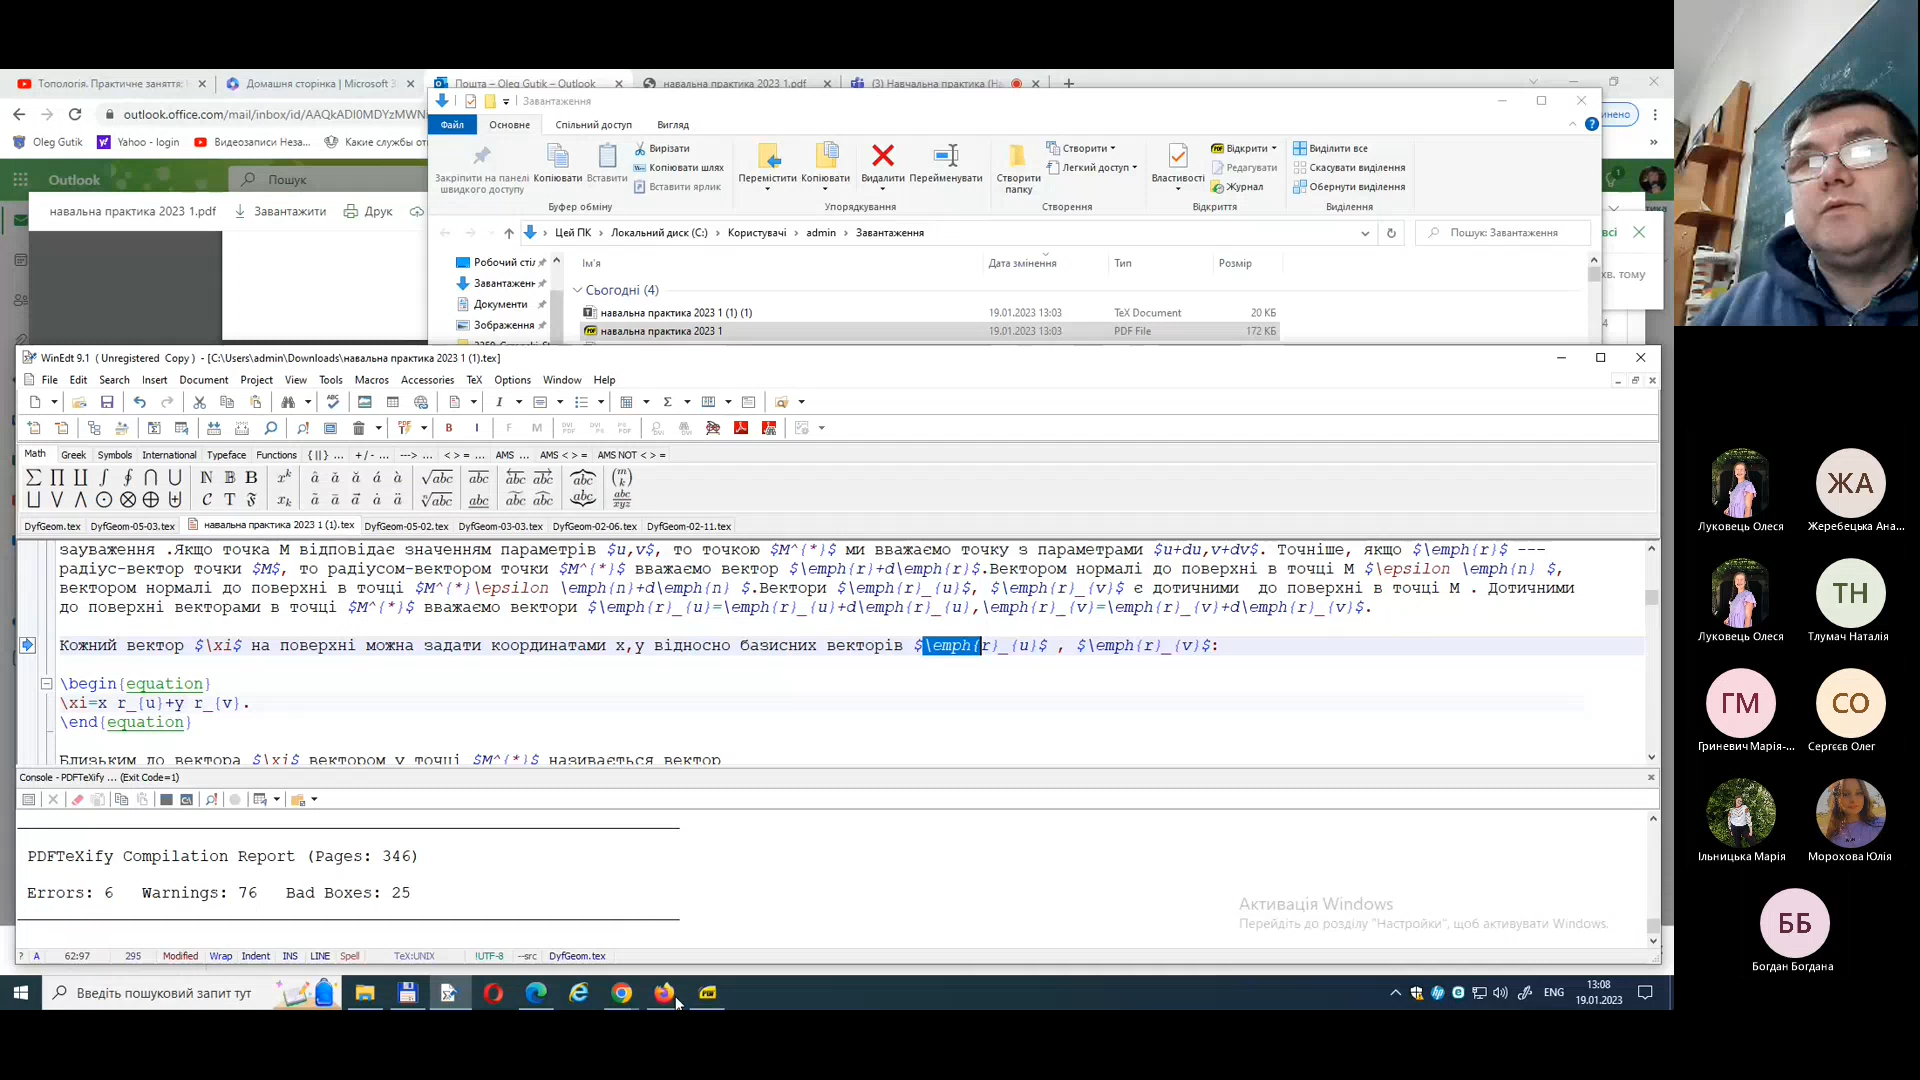 Топологія. Практичне заняття:
Домашня сторінка | Microsoft 3
Пошта – Oleg Gutik – Outlook
навальна практика 2023 1.pdf
(3) Навчальна практика (На
outlook.office.com/mail/inbox/id/AAQkADI0MDYzMWN
Oleg Gutik
Yahoo - login
Видеозаписи Неза...
Какие службы от
Outlook
Пошук
навальна практика 2023 1.pdf
Завантажити
Друк
Завантаження
Файл
Основне
Спільний доступ
Вигляд
Закріпити на панелі швидкого доступу
Копіювати
Вставити
Вирізати
Копіювати шлях
Вставити ярлик
Буфер обміну
Перемістити
Копіювати
Видалити
Перейменувати
Упорядкування
Створити папку
Створити
Легкий доступ
Створення
Властивості
Відкрити
Редагувати
Журнал
Відкриття
Виділити все
Скасувати виділення
Обернути виділення
Виділення
Цей ПК › Локальний диск (C:) › Користувачі › admin › Завантаження
Пошук: Завантаження
Робочий стіл
Завантаженн
Документи
Зображення
Ім'я
Дата змінення
Тип
Розмір
Сьогодні (4)
навальна практика 2023 1 (1) (1)
19.01.2023 13:03
TeX Document
20 КБ
навальна практика 2023 1
19.01.2023 13:03
PDF File
172 КБ
хв. тому
WinEdt 9.1 ( Unregistered Copy ) - [C:\Users\admin\Downloads\навальна практика 2023 1 (1).tex]
File Edit Search Insert Document Project View Tools Macros Accessories TeX Options Window Help
Math Greek Symbols International Typeface Functions { || } ... + / - ... ---> ... < > = ... AMS ... AMS < > = AMS NOT < > =
DyfGeom.tex
DyfGeom-05-03.tex
навальна практика 2023 1 (1).tex
DyfGeom-05-02.tex
DyfGeom-03-03.tex
DyfGeom-02-06.tex
DyfGeom-02-11.tex
зауваження .Якщо точка М відповідає значенням параметрів $u,v$, то точкою $M^{*}$ ми вважаємо точку з параметрами $u+du,v+dv$. Точніше, якщо $\emph{r}$ ---
радіус-вектор точки $M$, то радіусом-вектором точки $M^{*}$ вважаємо вектор $\emph{r}+d\emph{r}$.Вектором нормалі до поверхні в точці М $\epsilon \emph{n} $,
вектором нормалі до поверхні в точці $M^{*}\epsilon \emph{n}+d\emph{n} $.Вектори $\emph{r}_{u}$, $\emph{r}_{v}$ є дотичними  до поверхні в точці М . Дотичними
до поверхні векторами в точці $M^{*}$ вважаємо вектори $\emph{r}_{u}=\emph{r}_{u}+d\emph{r}_{u},\emph{r}_{v}=\emph{r}_{v}+d\emph{r}_{v}$.
Кожний вектор $\xi$ на поверхні можна задати координатами x,y відносно базисних векторів $\emph{r}_{u}$ , $\emph{r}_{v}$:
\begin{equation}
\xi=x r_{u}+y r_{v}.
\end{equation}
Близьким до вектора $\xi$ вектором у точці $M^{*}$ називається вектор
Console - PDFTeXify ... (Exit Code=1)
PDFTeXify Compilation Report (Pages: 346)
Errors: 6   Warnings: 76   Bad Boxes: 25
Активація Windows
Перейдіть до розділу "Настройки", щоб активувати Windows.
? A 62:97 295 Modified Wrap Indent INS LINE Spell TeX:UNIX !UTF-8 --src DyfGeom.tex
Введіть пошуковий запит тут
ENG
13:08
19.01.2023
Луковець Олеся
ЖА
Жеребецька Ана...
Луковець Олеся
ТН
Тлумач Наталія
ГМ
Гриневич Марія-...
СО
Сергєєв Олег
Ільницька Марія
Морохова Юлія
ББ
Богдан Богдана